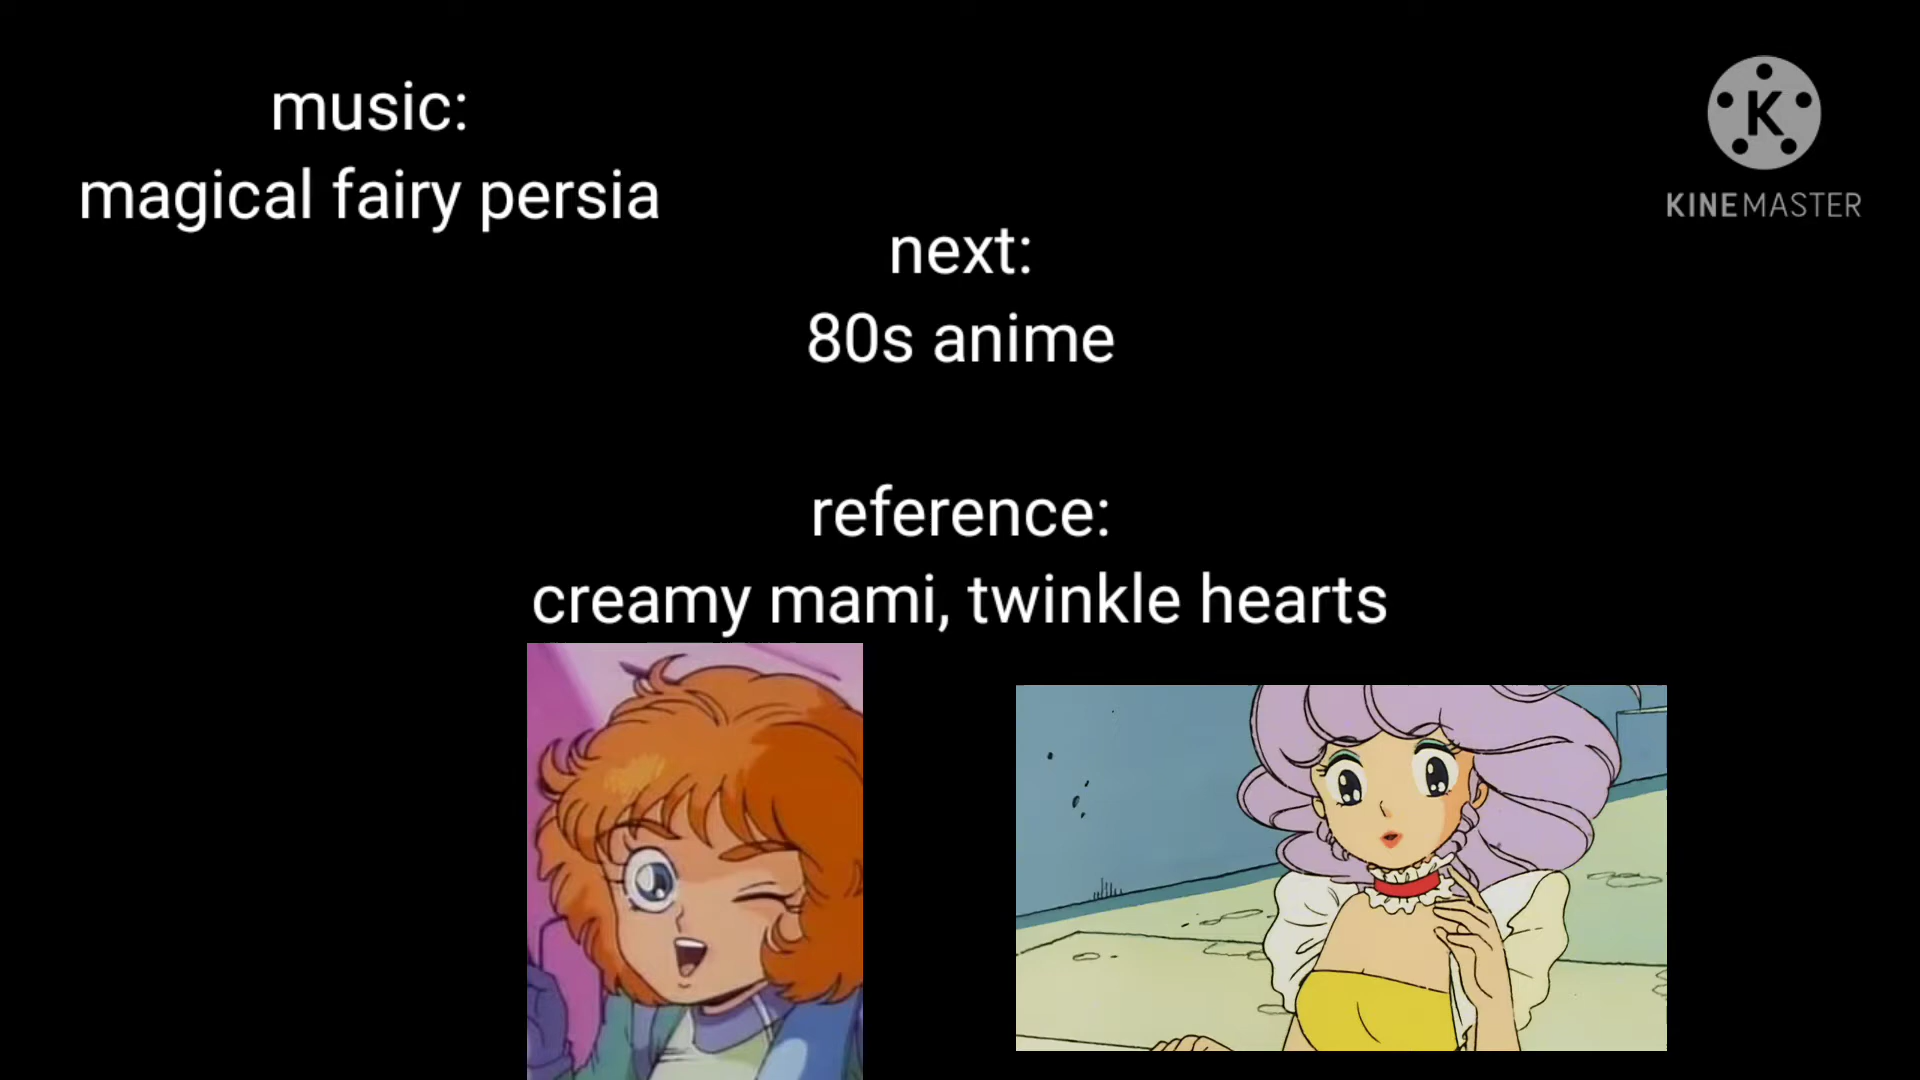 music:
magical fairy persia
K
KINEMASTER
next:
80s anime
reference:
creamy mami, twinkle hearts